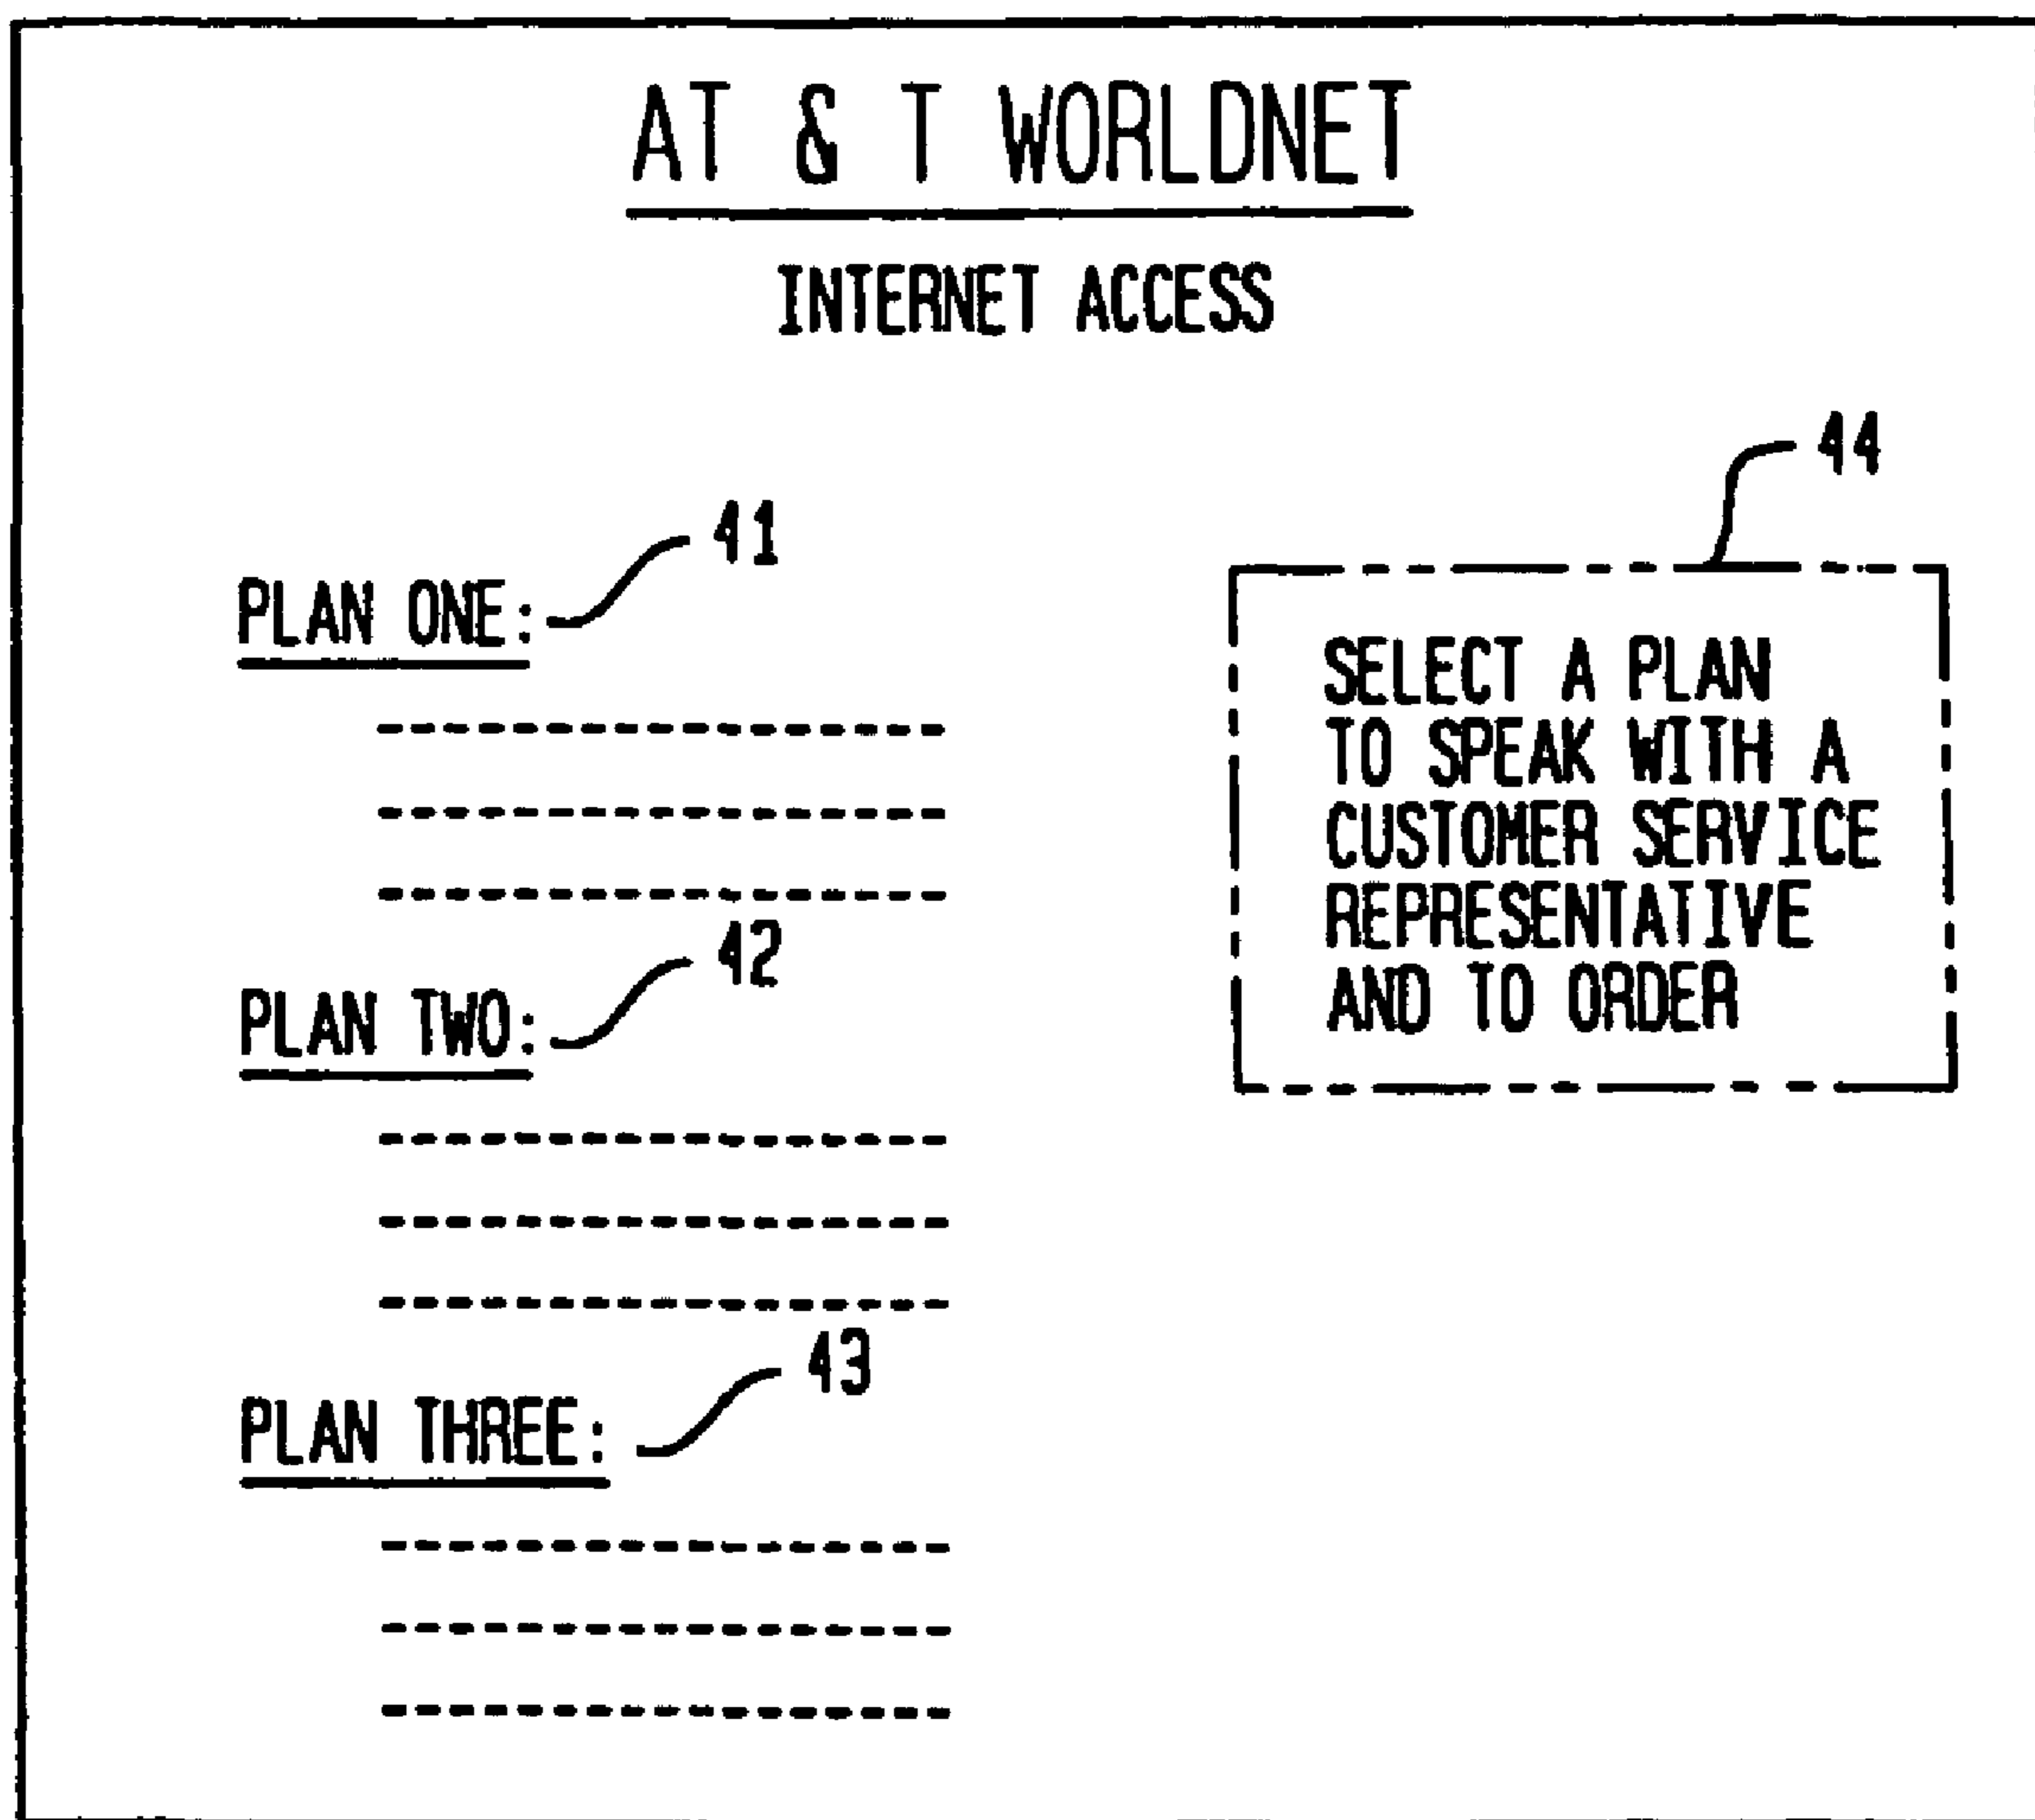 AT & T WORLDNET
INTERNET ACCESS
41
PLAN ONE:
42
PLAN TWO:
43
PLAN THREE:
44
SELECT A PLAN
TO SPEAK WITH A
CUSTOMER SERVICE
REPRESENTATIVE
AND TO ORDER